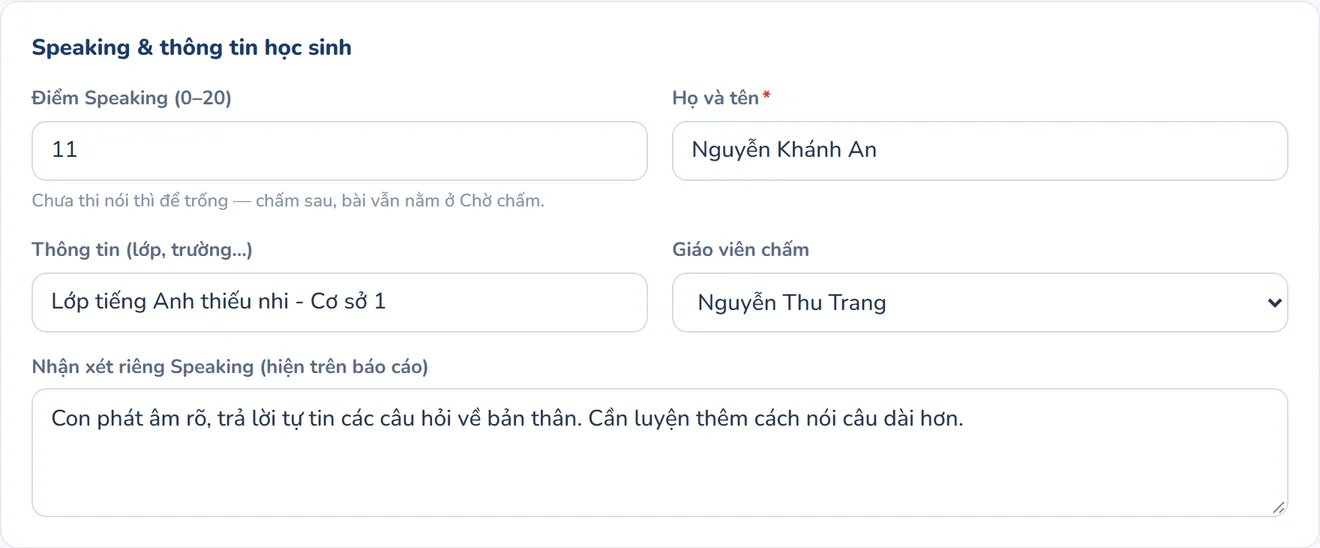 Speaking & thông tin học sinh
Điểm Speaking (0–20)
Họ và tên *
11
Nguyễn Khánh An
Chưa thi nói thì để trống — chấm sau, bài vẫn nằm ở Chờ chấm.
Thông tin (lớp, trường...)
Giáo viên chấm
Lớp tiếng Anh thiếu nhi - Cơ sở 1
Nguyễn Thu Trang
Nhận xét riêng Speaking (hiện trên báo cáo)
Con phát âm rõ, trả lời tự tin các câu hỏi về bản thân. Cần luyện thêm cách nói câu dài hơn.